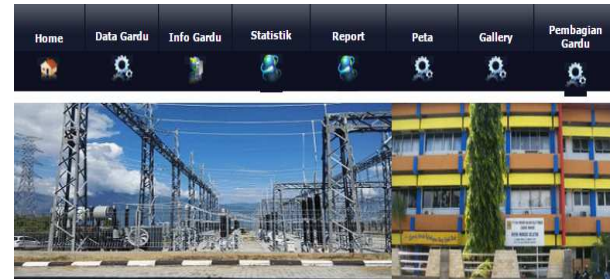 Home
Data Gardu
Info Gardu
Statistik
Report
Peta
Gallery
Pembagian
Gardu